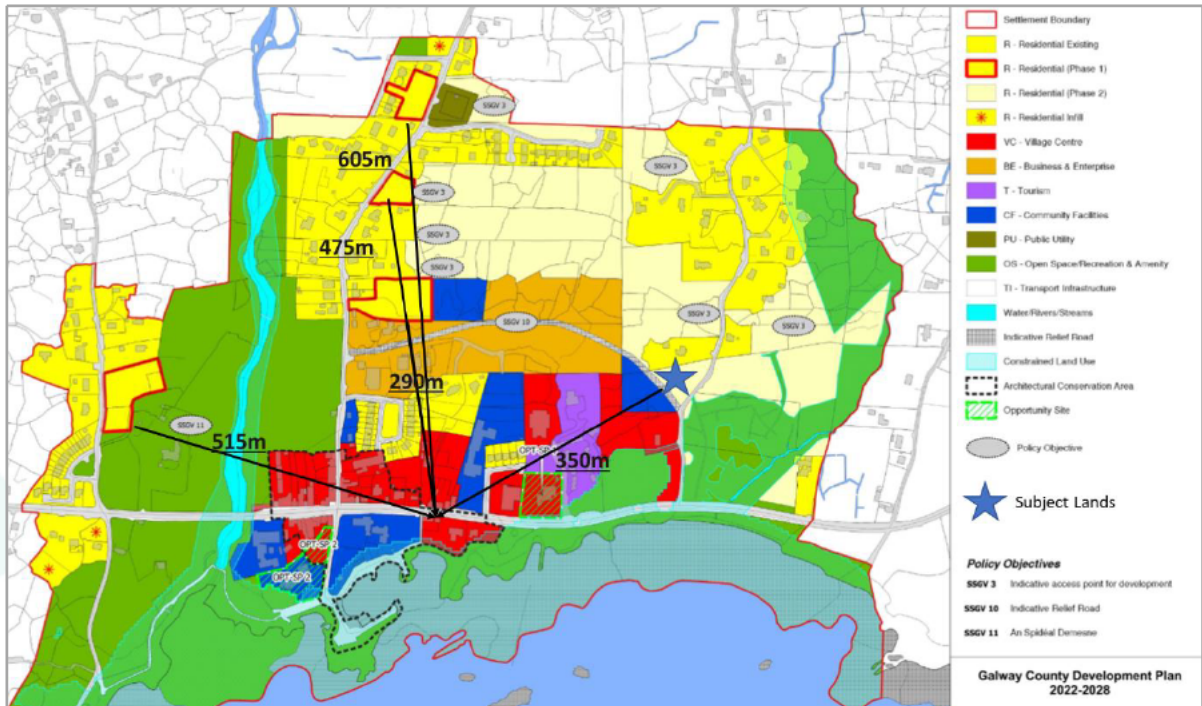 SSGV 3
605m
SSGV 3
SSGV 3
475m
SSGV 3
SSGV 3
SSGV 3
SSGV 3
SSGV 10
290m
SSGV 11
515m
OPT-SP
350m
OPT-SP 2
OPT-SP 2
Settlement Boundary
R - Residential Existing
R - Residential (Phase 1)
R - Residential (Phase 2)
R - Residential Infill
VC - Village Centre
BE - Business & Enterprise
T - Tourism
CF - Community Facilities
PU - Public Utility
OS - Open Space/Recreation & Amenity
TI - Transport Infrastructure
Water/Rivers/Streams
Indicative Relief Road
Constrained Land Use
Architectural Conservation Area
Opportunity Site
Policy Objective
Subject Lands
Policy Objectives
SSGV 3 Indicative access point for development
SSGV 10 Indicative Relief Road
SSGV 11 An Spidéal Demesne
Galway County Development Plan
2022-2028